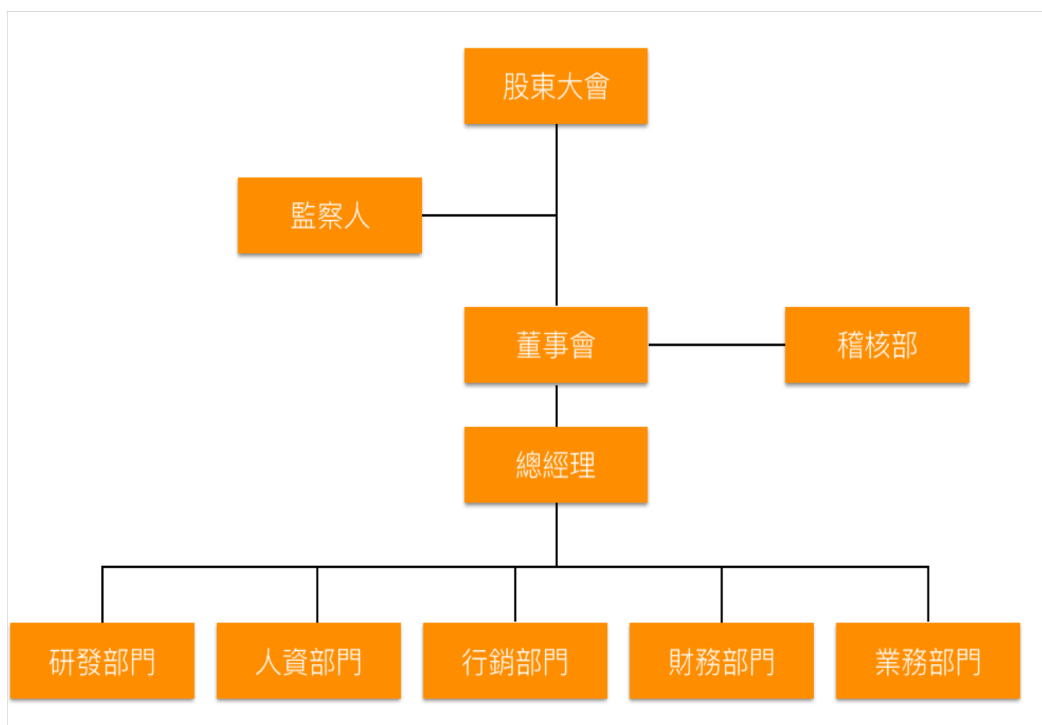 股東大會
監察人
董事會
稽核部
總經理
研發部門
人資部門
行銷部門
財務部門
業務部門